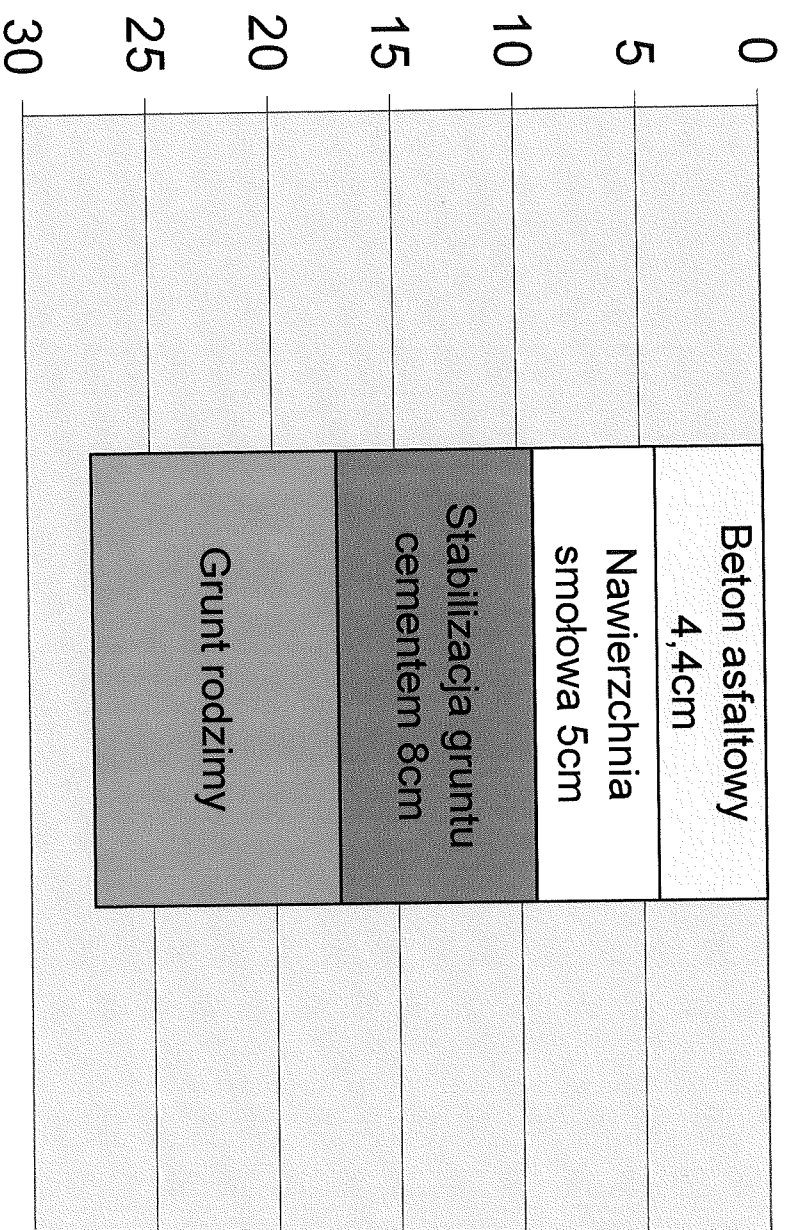 0
5
10
15
20
25
30
Beton asfaltowy
4,4cm
Nawierzchnia
smołowa 5cm
Stabilizacja gruntu
cementem 8cm
Grunt rodzimy